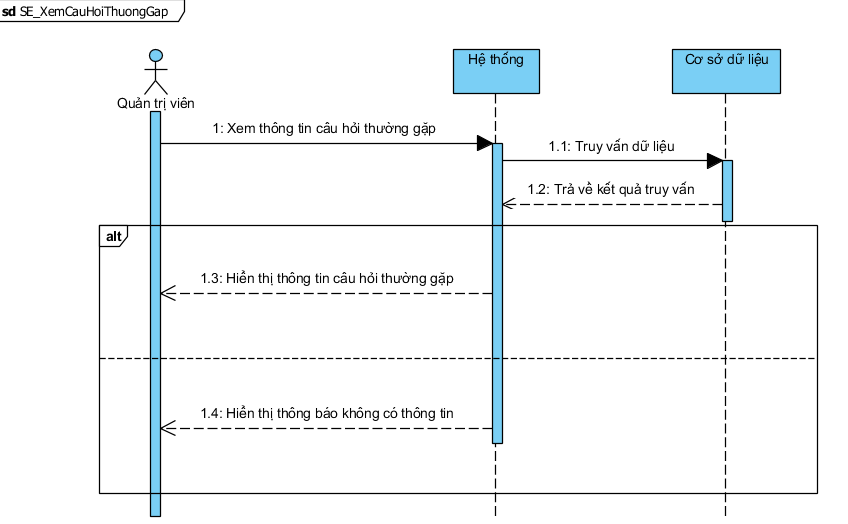 sd SE_XemCauHoiThuongGap
Hệ thống
Cơ sở dữ liệu
Quản trị viên
1: Xem thông tin câu hỏi thường gặp
1.1: Truy vấn dữ liệu
1.2: Trả về kết quả truy vấn
alt
1.3: Hiển thị thông tin câu hỏi thường gặp
1.4: Hiển thị thông báo không có thông tin